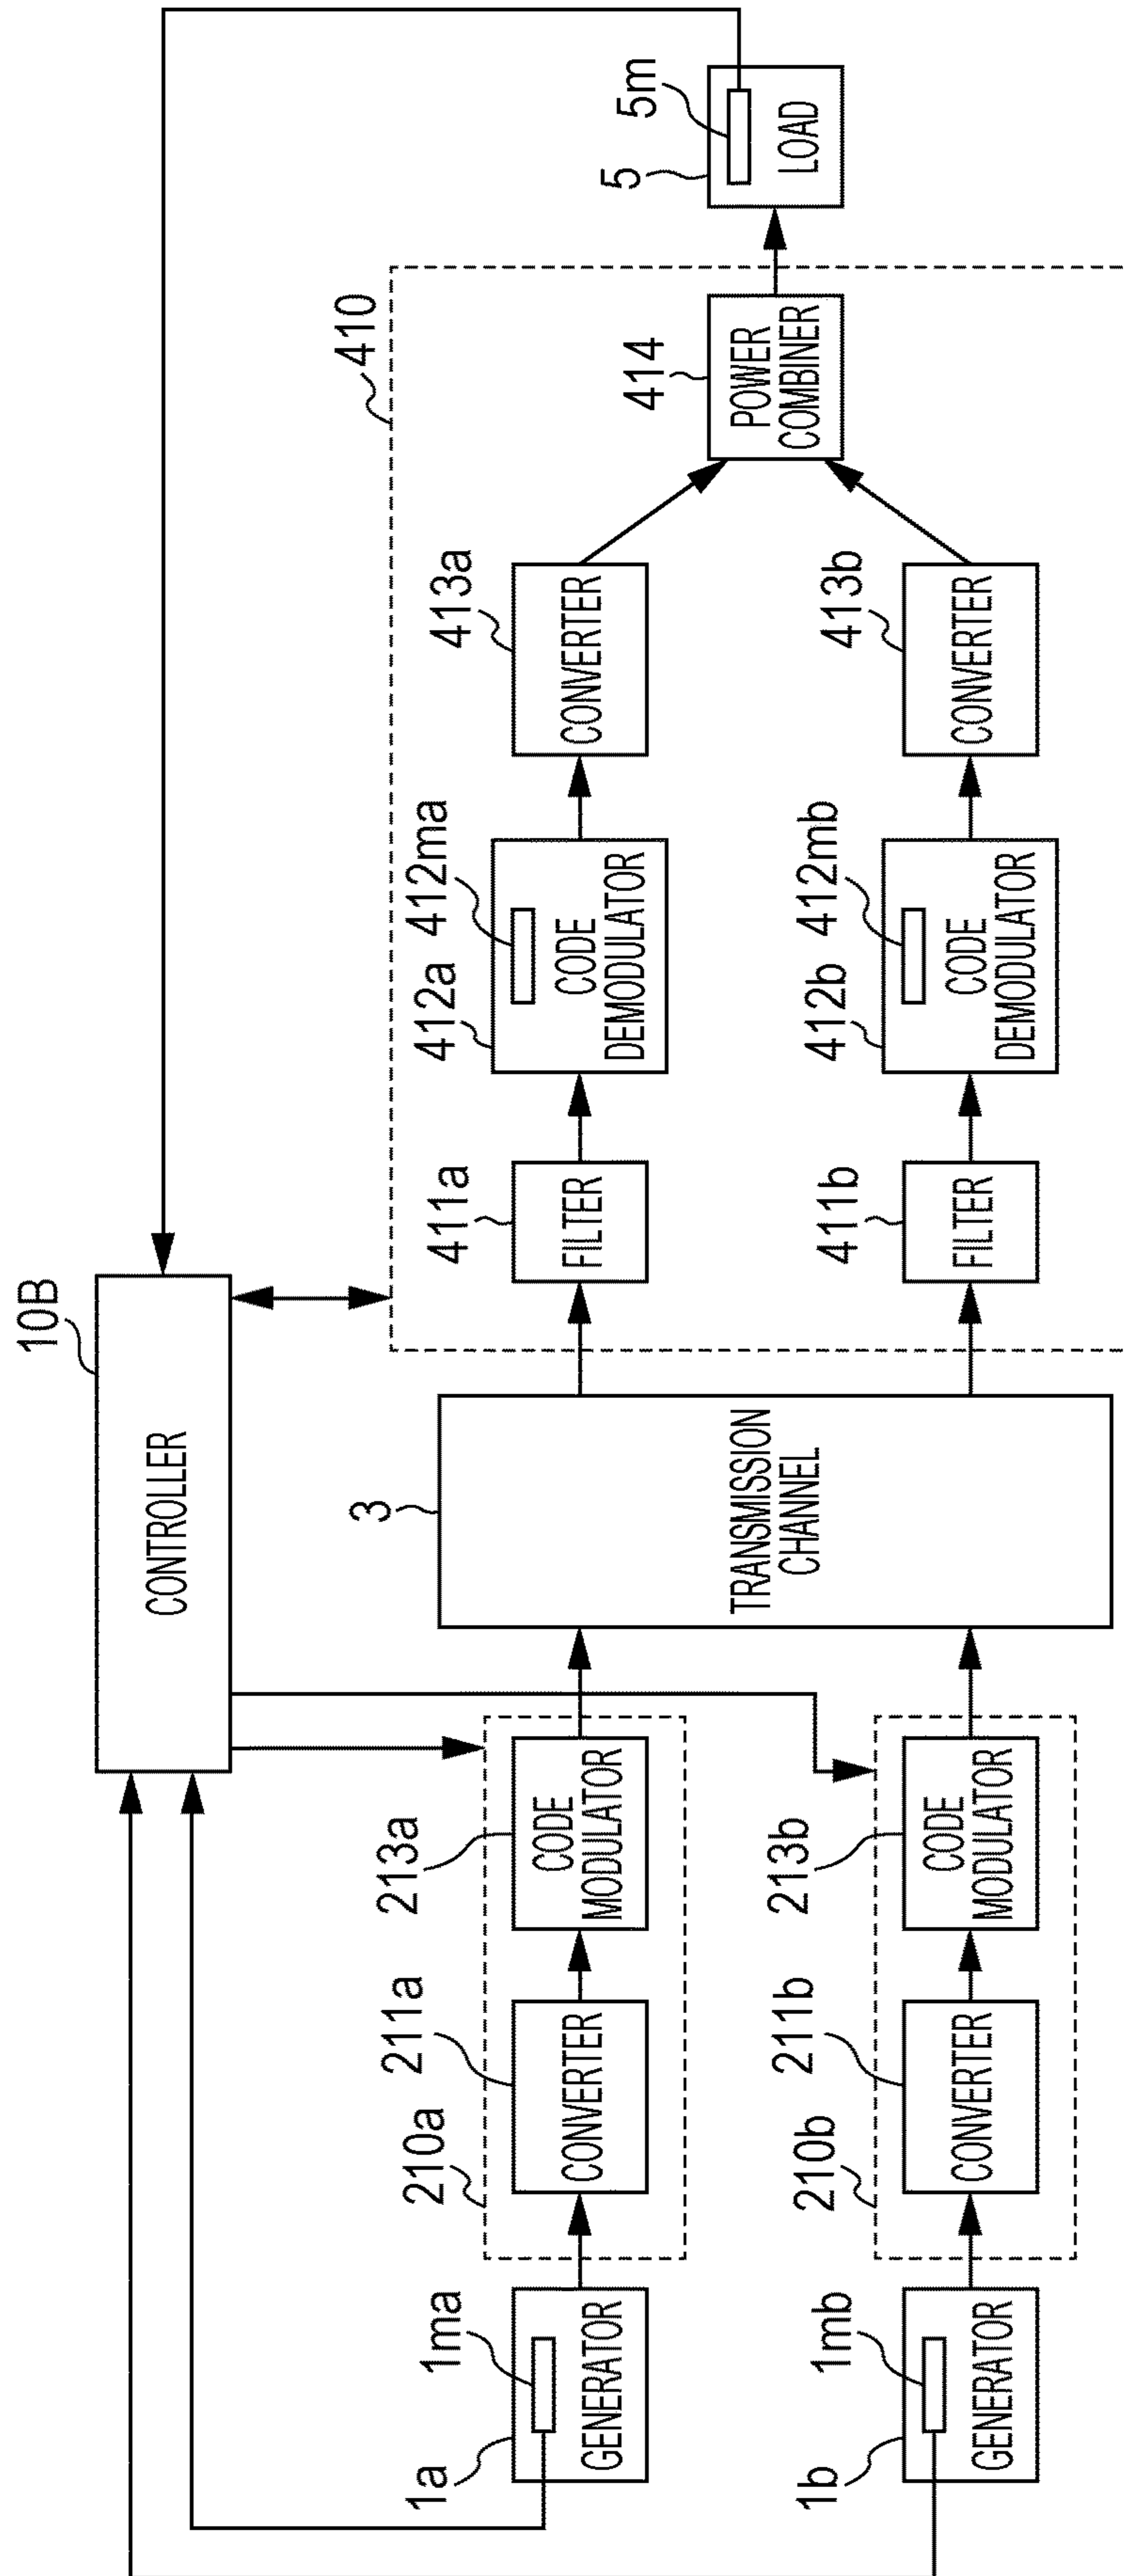 10B
CONTROLLER
1a
1ma
GENERATOR
210a
211a
CONVERTER
213a
CODE
MODULATOR
1b
1mb
GENERATOR
210b
211b
CONVERTER
213b
CODE
MODULATOR
3
TRANSMISSION
CHANNEL
410
411a
FILTER
412a
412ma
CODE
DEMODULATOR
413a
CONVERTER
411b
FILTER
412b
412mb
CODE
DEMODULATOR
413b
CONVERTER
414
POWER
COMBINER
5
5m
LOAD